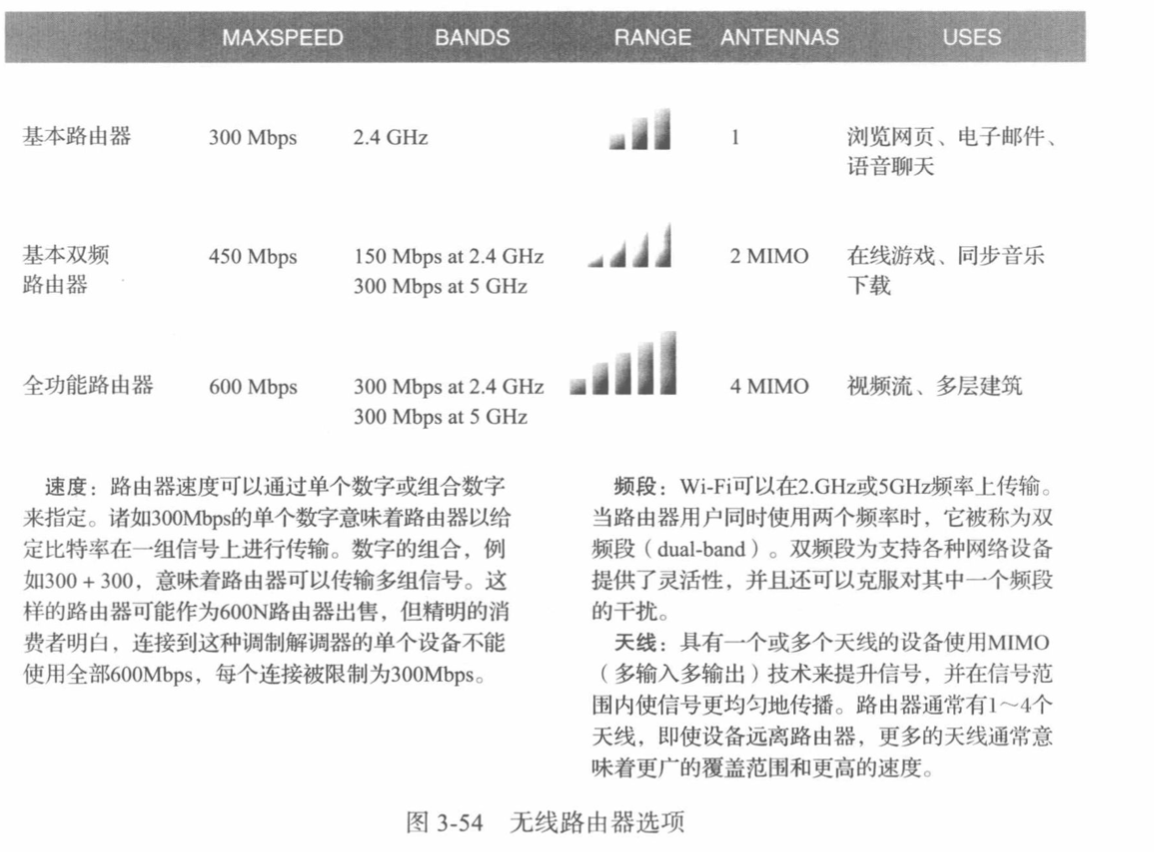 MAXSPEED BANDS RANGE ANTENNAS USES
基本路由器 300 Mbps 2.4 GHz 1 浏览网页、电子邮件、
语音聊天
基本双频 450 Mbps 150 Mbps at 2.4 GHz 2 MIMO 在线游戏、同步音乐
路由器 300 Mbps at 5 GHz 下载
全功能路由器 600 Mbps 300 Mbps at 2.4 GHz 4 MIMO 视频流、多层建筑
300 Mbps at 5 GHz
速度：路由器速度可以通过单个数字或组合数字
来指定。诸如300Mbps的单个数字意味着路由器以给
定比特率在一组信号上进行传输。数字的组合，例
如300 + 300，意味着路由器可以传输多组信号。这
样的路由器可能作为600N路由器出售，但精明的消
费者明白，连接到这种调制解调器的单个设备不能
使用全部600Mbps，每个连接被限制为300Mbps。
频段：Wi-Fi可以在2.GHz或5GHz频率上传输。
当路由器用户同时使用两个频率时，它被称为双
频段（dual-band）。双频段为支持各种网络设备
提供了灵活性，并且还可以克服对其中一个频段
的干扰。
天线：具有一个或多个天线的设备使用MIMO
（多输入多输出）技术来提升信号，并在信号范
围内使信号更均匀地传播。路由器通常有1～4个
天线，即使设备远离路由器，更多的天线通常意
味着更广的覆盖范围和更高的速度。
图 3-54 无线路由器选项